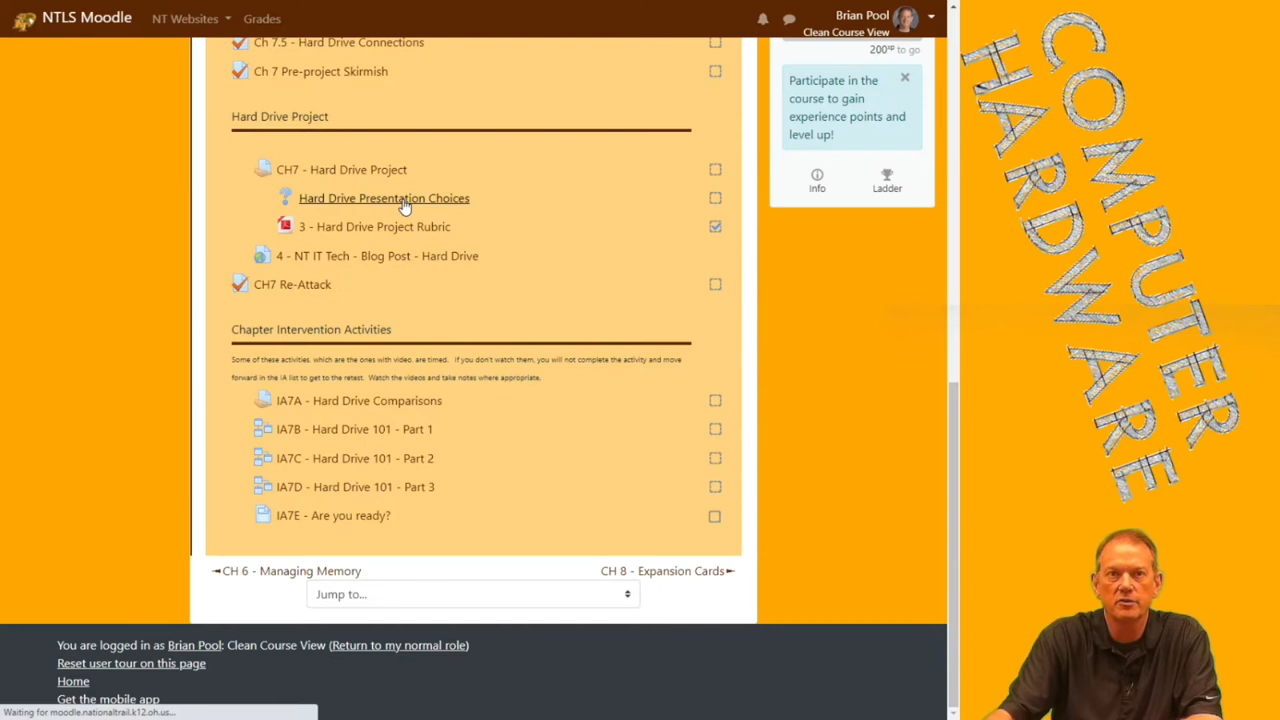 NTLS Moodle
NT Websites
Grades
Brian Pool
Clean Course View
Ch 7.5 - Hard Drive Connections
Ch 7 Pre-project Skirmish
Hard Drive Project
CH7 - Hard Drive Project
Hard Drive Presentation Choices
3 - Hard Drive Project Rubric
4 - NT IT Tech - Blog Post - Hard Drive
CH7 Re-Attack
Chapter Intervention Activities
Some of these activities, which are the ones with video, are timed. If you don't watch them, you will not complete the activity and move
forward in the IA list to get to the retest. Watch the videos and take notes where appropriate.
IA7A - Hard Drive Comparisons
IA7B - Hard Drive 101 - Part 1
IA7C - Hard Drive 101 - Part 2
IA7D - Hard Drive 101 - Part 3
IA7E - Are you ready?
◄CH 6 - Managing Memory
CH 8 - Expansion Cards►
Jump to...
You are logged in as Brian Pool: Clean Course View (Return to my normal role)
Reset user tour on this page
Home
Get the mobile app
Waiting for moodle.nationaltrail.k12.oh.us...
200xp to go
Participate in the
course to gain
experience points and
level up!
Info
Ladder
COMPUTER
HARDWARE